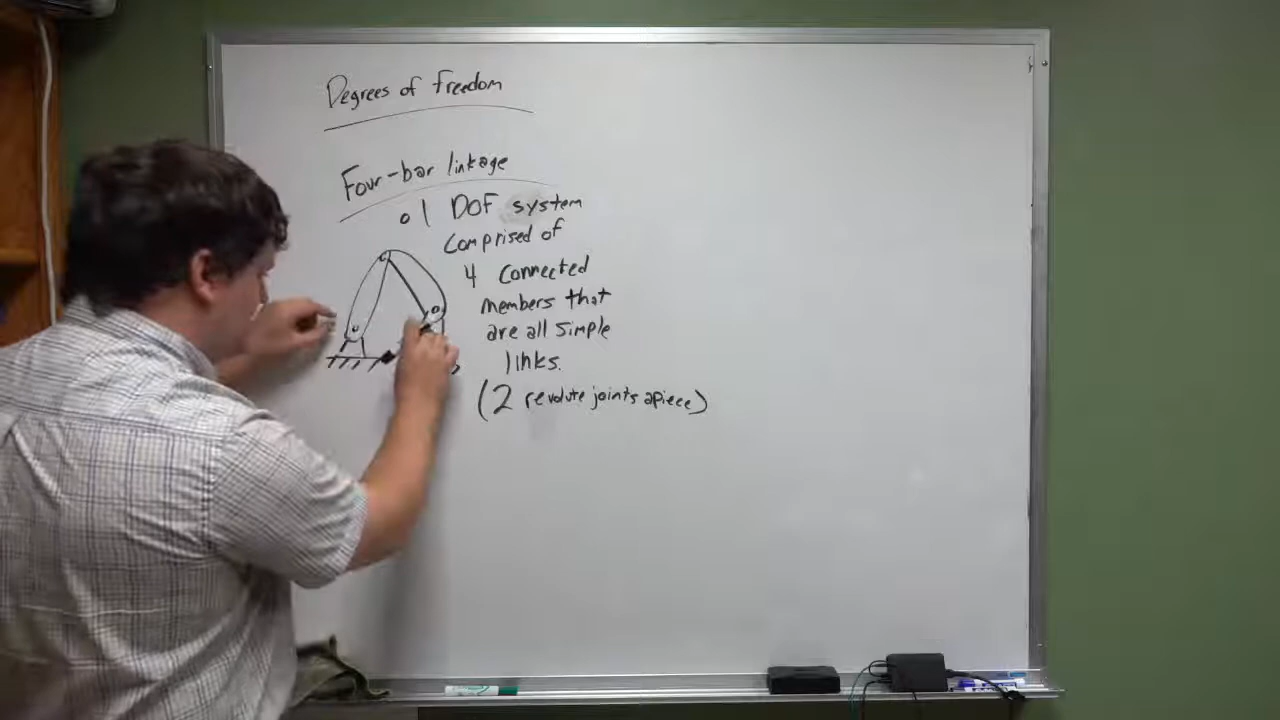 Degrees of Freedom
Four-bar linkage
o 1 DOF system
comprised of
4 connected
members that
are all simple
links.
(2 revolute joints apiece)